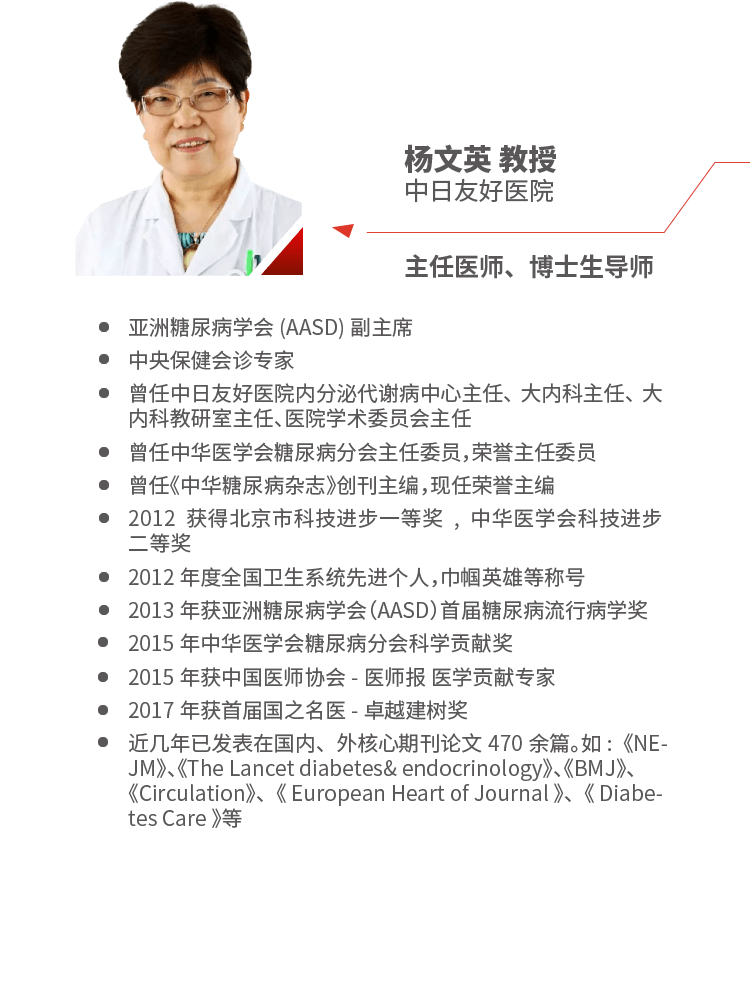 杨文英 教授
中日友好医院
主任医师、博士生导师
亚洲糖尿病学会 (AASD) 副主席
中央保健会诊专家
曾任中日友好医院内分泌代谢病中心主任、大内科主任、大
内科教研室主任、医院学术委员会主任
曾任中华医学会糖尿病分会主任委员，荣誉主任委员
曾任《中华糖尿病杂志》创刊主编，现任荣誉主编
2012 获得北京市科技进步一等奖 , 中华医学会科技进步
二等奖
2012 年度全国卫生系统先进个人，巾帼英雄等称号
2013 年获亚洲糖尿病学会（AASD）首届糖尿病流行病学奖
2015 年中华医学会糖尿病分会科学贡献奖
2015 年获中国医师协会 - 医师报 医学贡献专家
2017 年获首届国之名医 - 卓越建树奖
近几年已发表在国内、外核心期刊论文 470 余篇。如 :《NE-
JM》、《The Lancet diabetes& endocrinology》、《BMJ》、
《Circulation》、《 European Heart of Journal 》、《 Diabe-
tes Care 》等